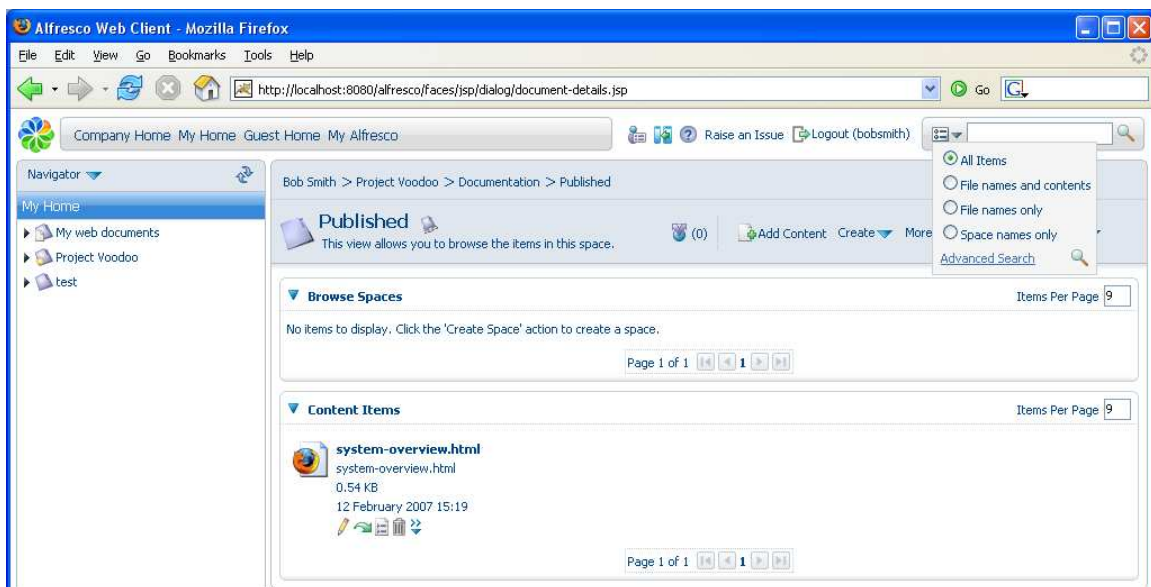 Alfresco Web Client - Mozilla Firefox
File Edit View Go Bookmarks Tools Help
http://localhost:8080/alfresco/faces/jsp/dialog/document-details.jsp Go G
Company Home My Home Guest Home My Alfresco Raise an Issue Logout (bobsmith)
All Items
File names and contents
File names only
Space names only
Advanced Search
Navigator
My Home
My web documents
Project Voodoo
test
Bob Smith > Project Voodoo > Documentation > Published
Published
This view allows you to browse the items in this space.
(0) Add Content Create More
Browse Spaces Items Per Page 9
No items to display. Click the 'Create Space' action to create a space.
Page 1 of 1 1
Content Items Items Per Page 9
system-overview.html
system-overview.html
0.54 KB
12 February 2007 15:19
Page 1 of 1 1